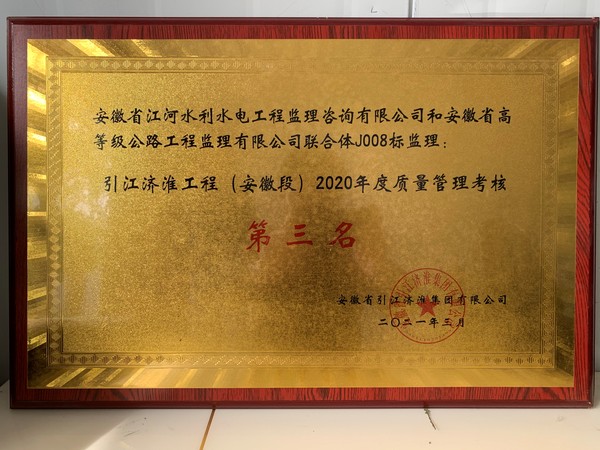 安徽省江河水利水电工程监理咨询有限公司和安徽省高
等级公路工程监理有限公司联合体J008标监理：
引江济淮工程（安徽段）2020年度质量管理考核
第三名
安徽省引江济淮集团有限公司
二〇二一年三月